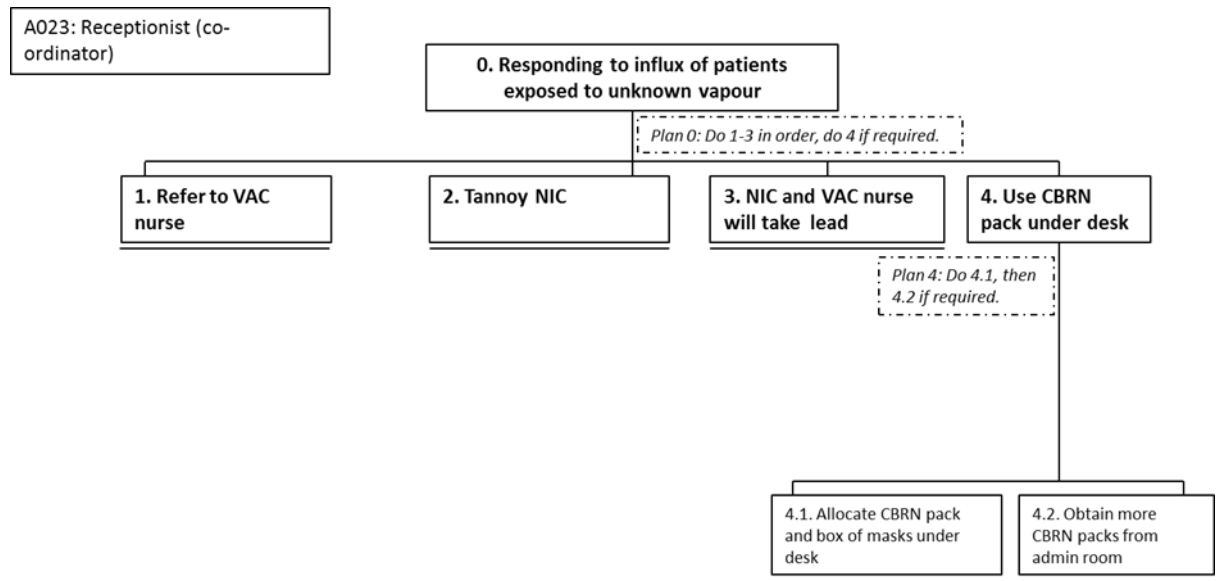 A023: Receptionist (co-
ordinator)
0. Responding to influx of patients
exposed to unknown vapour
Plan 0: Do 1-3 in order, do 4 if required.
1. Refer to VAC
nurse
2. Tannoy NIC
3. NIC and VAC nurse
will take lead
4. Use CBRN
pack under desk
Plan 4: Do 4.1, then
4.2 if required.
4.1. Allocate CBRN pack
and box of masks under
desk
4.2. Obtain more
CBRN packs from
admin room